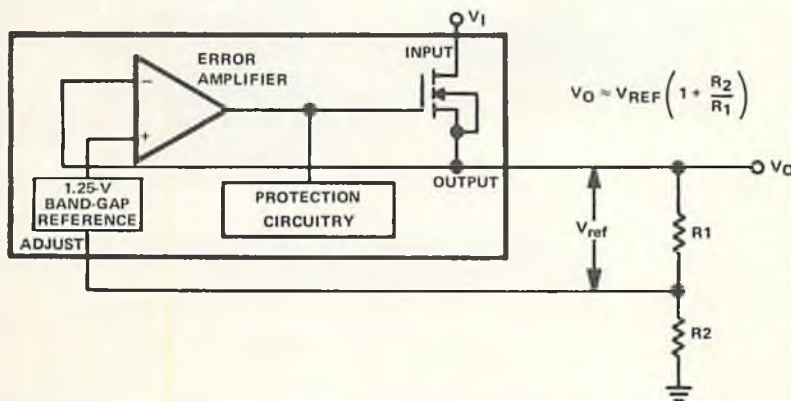 VI
ERROR
AMPLIFIER
INPUT
−
+
VO ≈ VREF (1 + R2/R1)
1.25-V
BAND-GAP
REFERENCE
PROTECTION
CIRCUITRY
OUTPUT
VO
ADJUST
Vref
R1
R2